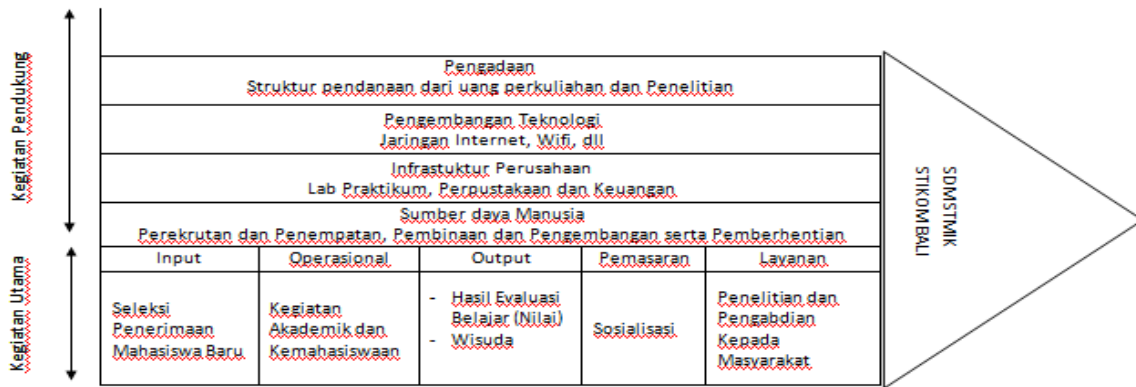 Kegiatan Pendukung
Pengadaan
Struktur pendanaan dari uang perkuliahan dan Penelitian
Pengembangan Teknologi
Jaringan Internet, Wifi, dll
Infrastuktur Perusahaan
Lab Praktikum, Perpustakaan dan Keuangan
Sumber daya Manusia
Perekrutan dan Penempatan, Pembinaan dan Pengembangan serta Pemberhentian
Kegiatan Utama
Input
Operasional
Output
Pemasaran
Layanan
Seleksi
Penerimaan
Mahasiswa Baru
Kegiatan
Akademik dan
Kemahasiswaan
- Hasil Evaluasi
Belajar (Nilai)
- Wisuda
Sosialisasi
Penelitian dan
Pengabdian
Kepada
Masyarakat
SDMSTMIK
STIKOMBALI